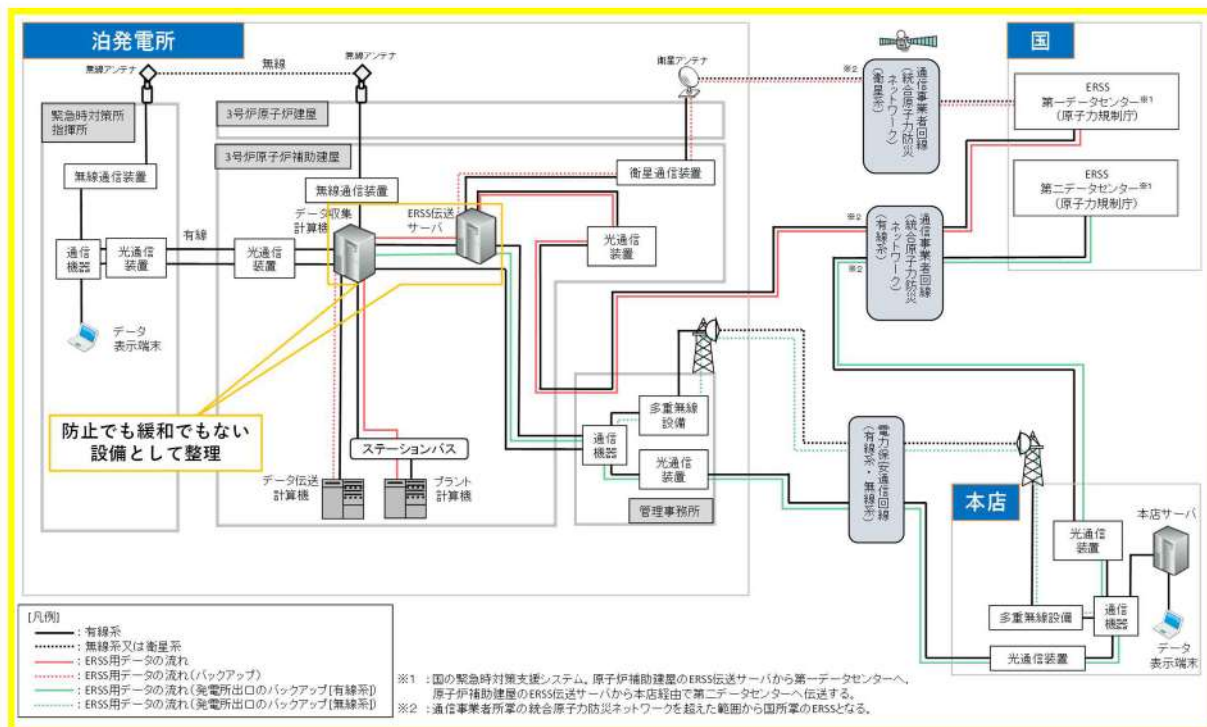 泊発電所
無線アンテナ
無線
無線アンテナ
衛星アンテナ
国
緊急時対策所
指揮所
3号炉原子炉建屋
3号炉原子炉補助建屋
無線通信装置
無線通信装置
衛星通信装置
※2
通信事業者回線
(統合原子力防災
ネットワーク)
(衛星系)
ERSS
第一データセンター※1
(原子力規制庁)
ERSS
第二データセンター※1
(原子力規制庁)
データ収集
計算機
ERSS伝送
サーバ
有線
通信
機器
光通信
装置
光通信
装置
光通信
装置
※2
※2
通信事業者回線
(統合原子力防災
ネットワーク)
(有線系)
データ
表示端末
防止でも緩和でもない
設備として整理
ステーションバス
データ伝送
計算機
プラント
計算機
多重無線
設備
通信
機器
光通信
装置
管理事務所
電力保安通信回線
(有線系・無線系)
本店
本店サーバ
光通信
装置
多重無線設備
通信
機器
光通信装置
データ
表示端末
[凡例]
:有線系
:無線系又は衛星系
:ERSS用データの流れ
:ERSS用データの流れ(バックアップ)
:ERSS用データの流れ(発電所出口のバックアップ[有線系])
:ERSS用データの流れ(発電所出口のバックアップ[無線系])
※1 :国の緊急時対策支援システム。原子炉補助建屋のERSS伝送サーバから第一データセンターへ、
原子炉補助建屋のERSS伝送サーバから本店経由で第二データセンターへ伝送する。
※2 :通信事業者所掌の統合原子力防災ネットワークを超えた範囲から国所掌のERSSとなる。